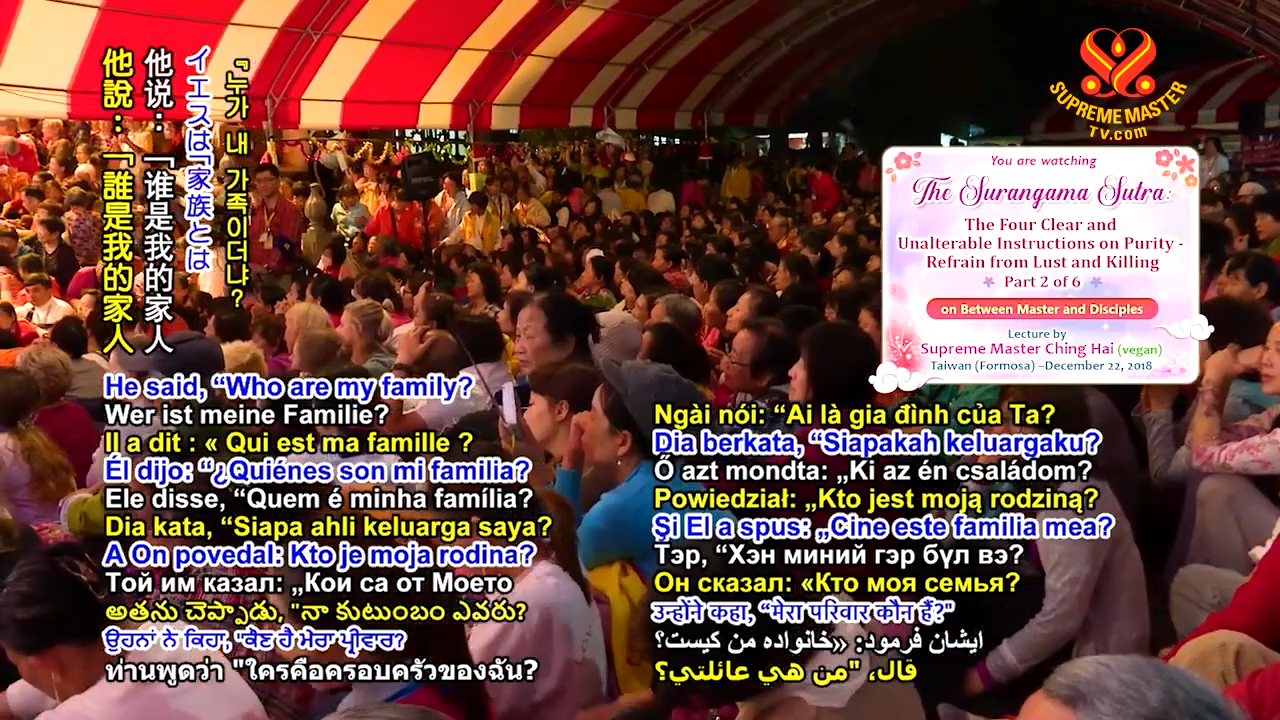 SUPREME MASTER
TV.com
You are watching
The Surangama Sutra:
The Four Clear and
Unalterable Instructions on Purity -
Refrain from Lust and Killing
Part 2 of 6
on Between Master and Disciples
Lecture by
Supreme Master Ching Hai (vegan)
Taiwan (Formosa) –December 22, 2018
『누가 내 가족이더냐?
イエスは「家族とは
他说：「谁是我的家人
他說：「誰是我的家人
He said, “Who are my family?
Wer ist meine Familie?
Il a dit : « Qui est ma famille ?
Él dijo: “¿Quiénes son mi familia?
Ele disse, “Quem é minha família?
Dia kata, “Siapa ahli keluarga saya?
A On povedal: Kto je moja rodina?
Той им казал: „Кои са от Моето
అతను చెప్పాడు, "నా కుటుంబం ఎవరు?
ਉਹਨਾਂ ਨੇ ਕਿਹਾ, "ਕੌਣ ਹੈ ਮੇਰਾ ਪ੍ਰੀਵਾਰ?
ท่านพูดว่า "ใครคือครอบครัวของฉัน?
Ngài nói: “Ai là gia đình của Ta?
Dia berkata, “Siapakah keluargaku?
Ő azt mondta: „Ki az én családom?
Powiedział: „Kto jest moją rodziną?
Şi El a spus: „Cine este familia mea?
Тэр, “Хэн миний гэр бүл вэ?
Он сказал: «Кто моя семья?
उन्होंने कहा, “मेरा परिवार कौन हैं?"
ایشان فرمود: «خانواده من کیست؟
قال، "من هي عائلتي؟